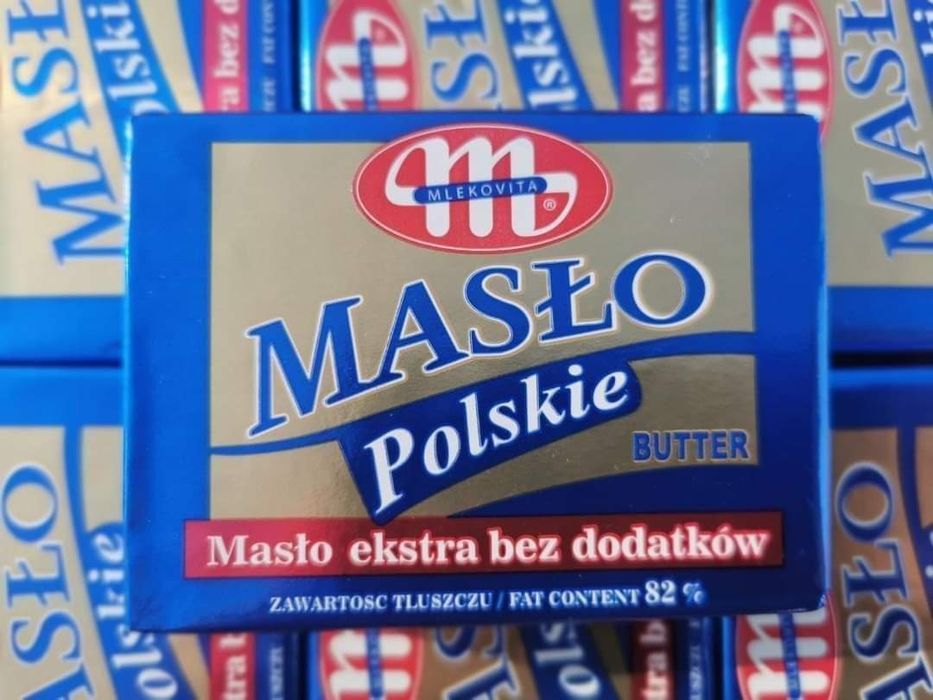 MLEKOVITA
®
MASŁO
Polskie
BUTTER
Masło ekstra bez dodatków
ZAWARTOSC TLUSZCZU / FAT CONTENT 82 %